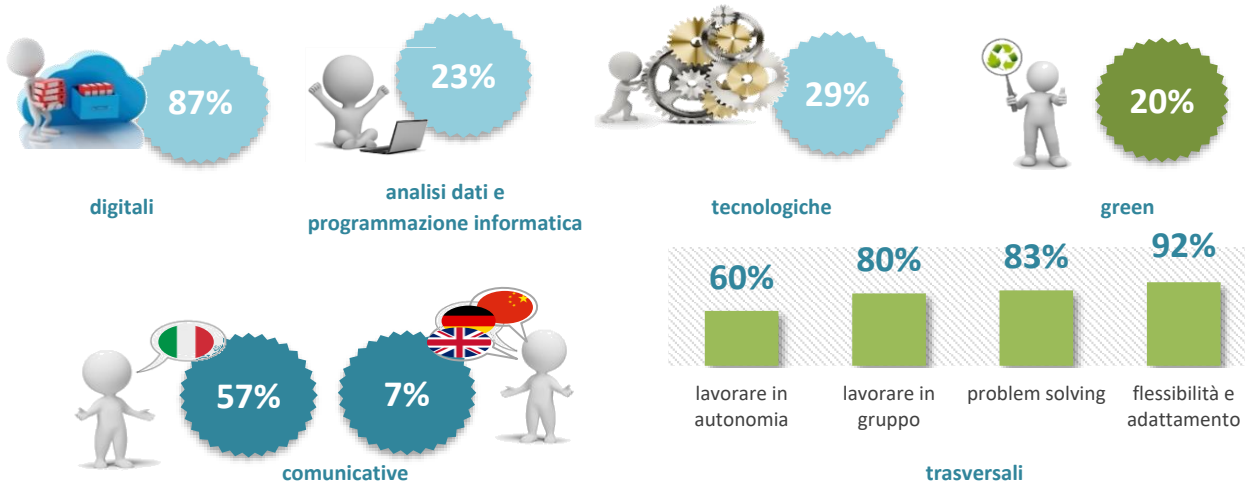 87%
23%
29%
20%
digitali
analisi dati e
programmazione informatica
tecnologiche
green
57%
7%
comunicative
60%
80%
83%
92%
lavorare in
autonomia
lavorare in
gruppo
problem solving
flessibilità e
adattamento
trasversali